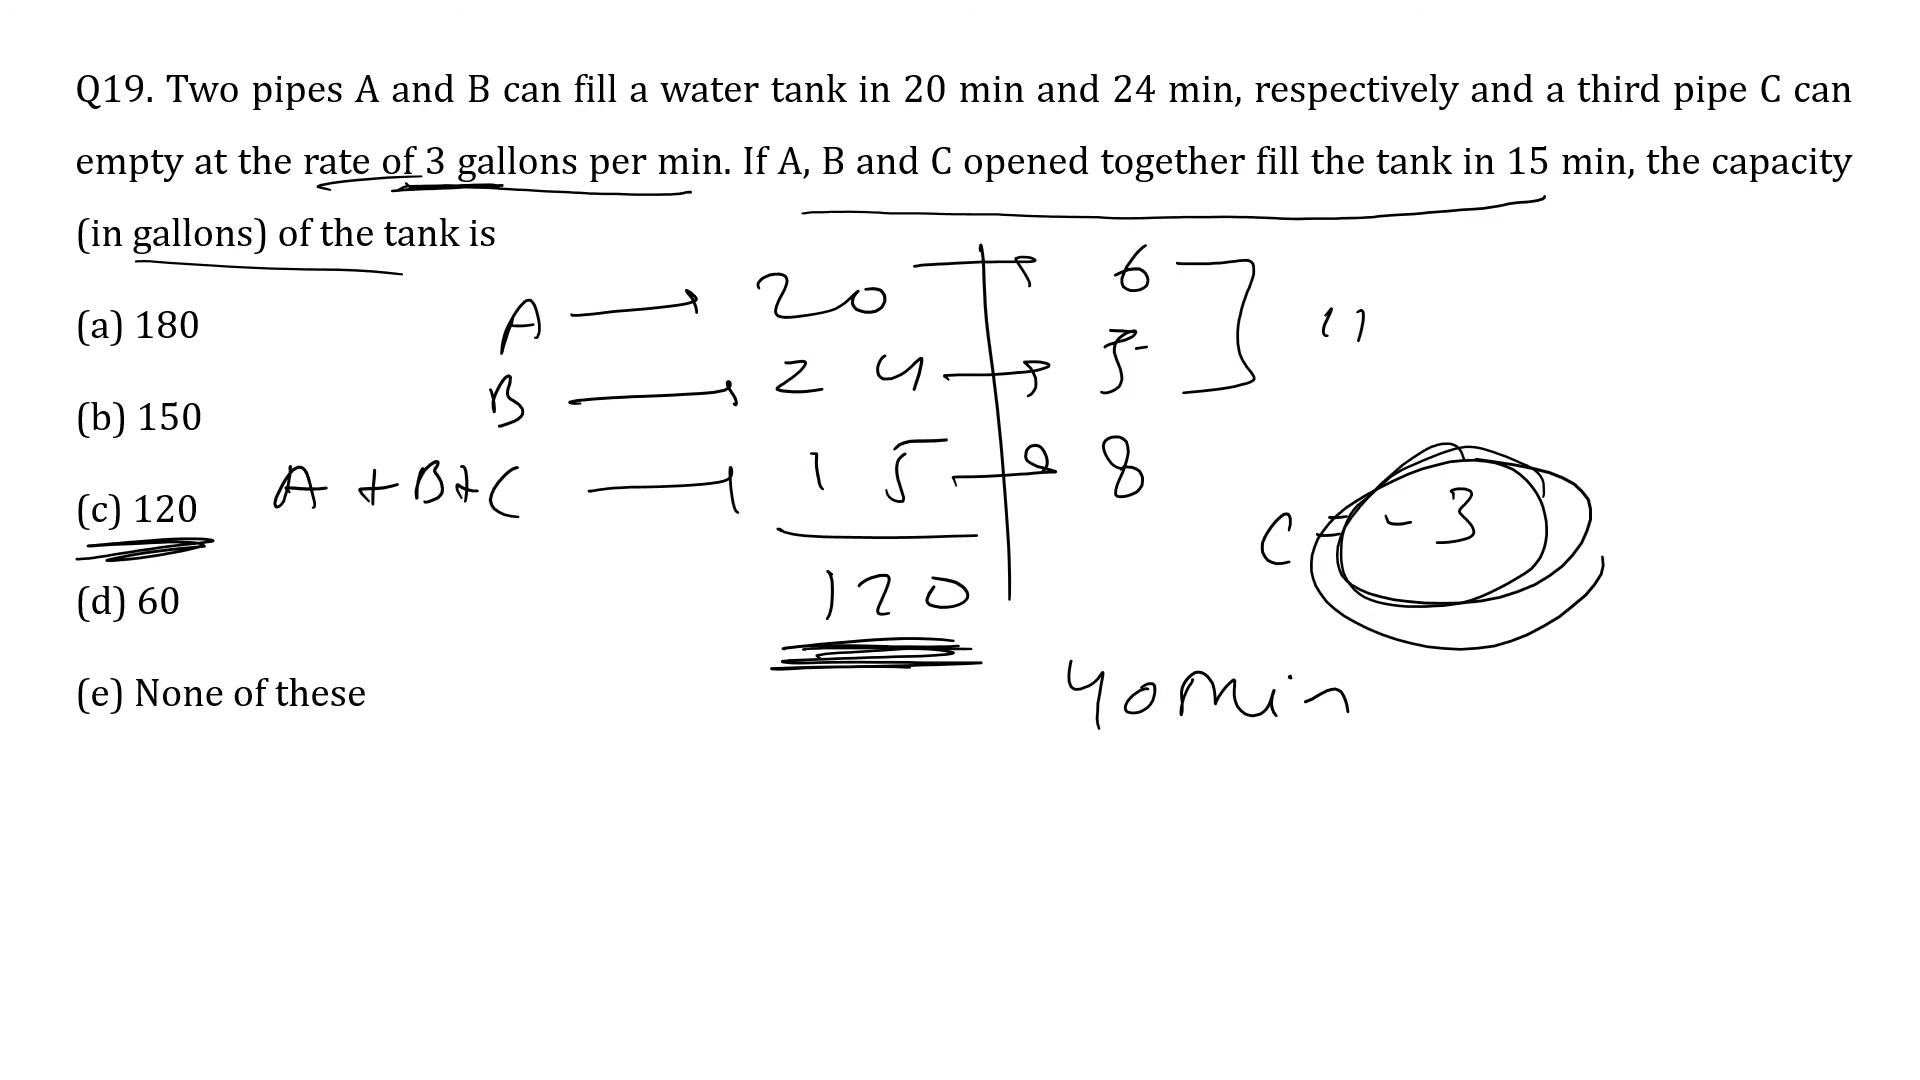 Q19. Two pipes A and B can fill a water tank in 20 min and 24 min, respectively and a third pipe C can
empty at the rate of 3 gallons per min. If A, B and C opened together fill the tank in 15 min, the capacity
(in gallons) of the tank is
(a) 180
(b) 150
(c) 120
(d) 60
(e) None of these
A → 20 → 6
B → 24 → 5
11
A+B+C → 15 → 8
C = -3
120
40 min